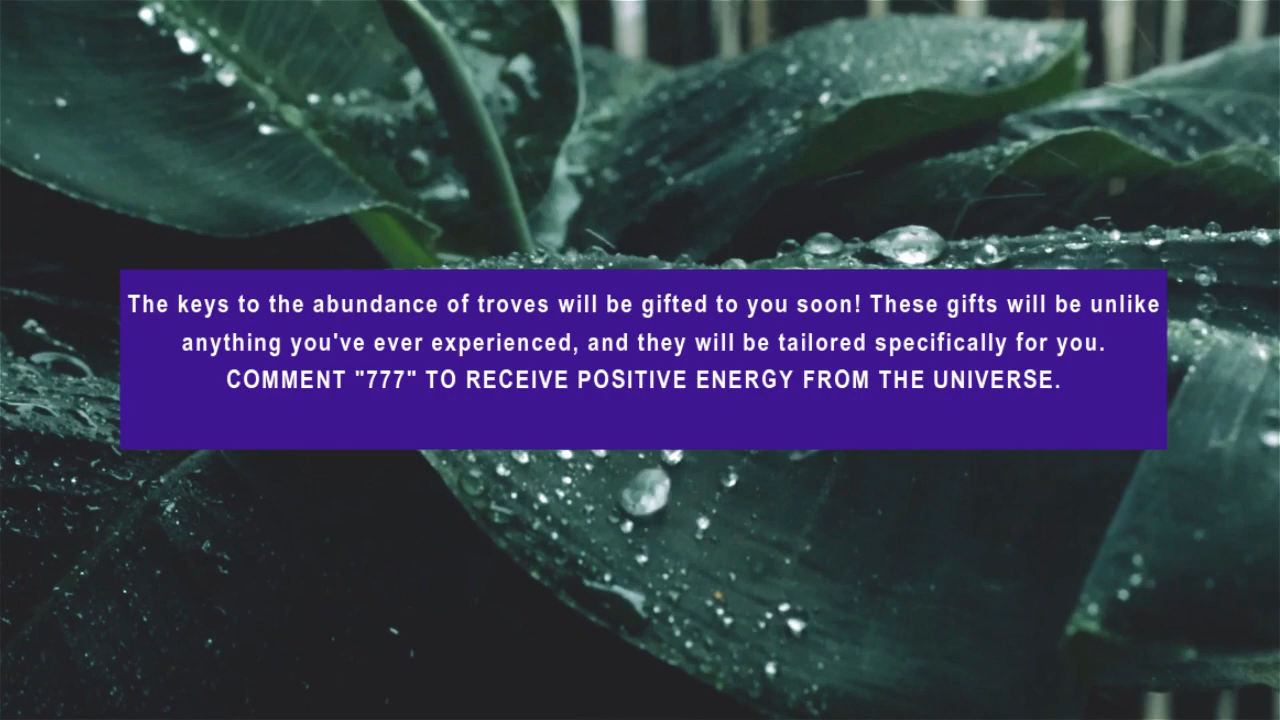 The keys to the abundance of troves will be gifted to you soon! These gifts will be unlike
anything you've ever experienced, and they will be tailored specifically for you.
COMMENT "777" TO RECEIVE POSITIVE ENERGY FROM THE UNIVERSE.